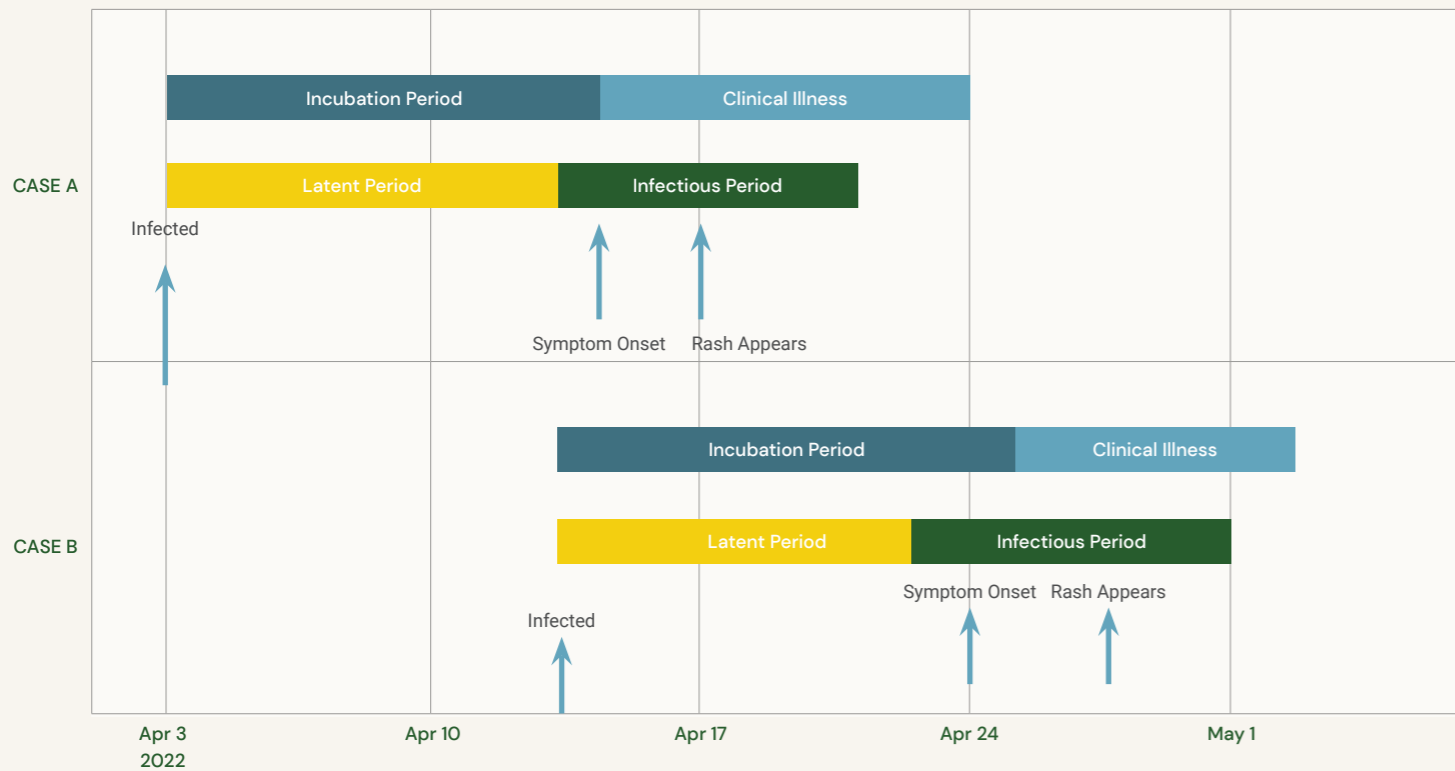 Incubation Period
Clinical Illness
CASE A
Latent Period
Infectious Period
Infected
Symptom Onset
Rash Appears
Incubation Period
Clinical Illness
CASE B
Latent Period
Infectious Period
Symptom Onset
Rash Appears
Infected
Apr 3
2022
Apr 10
Apr 17
Apr 24
May 1